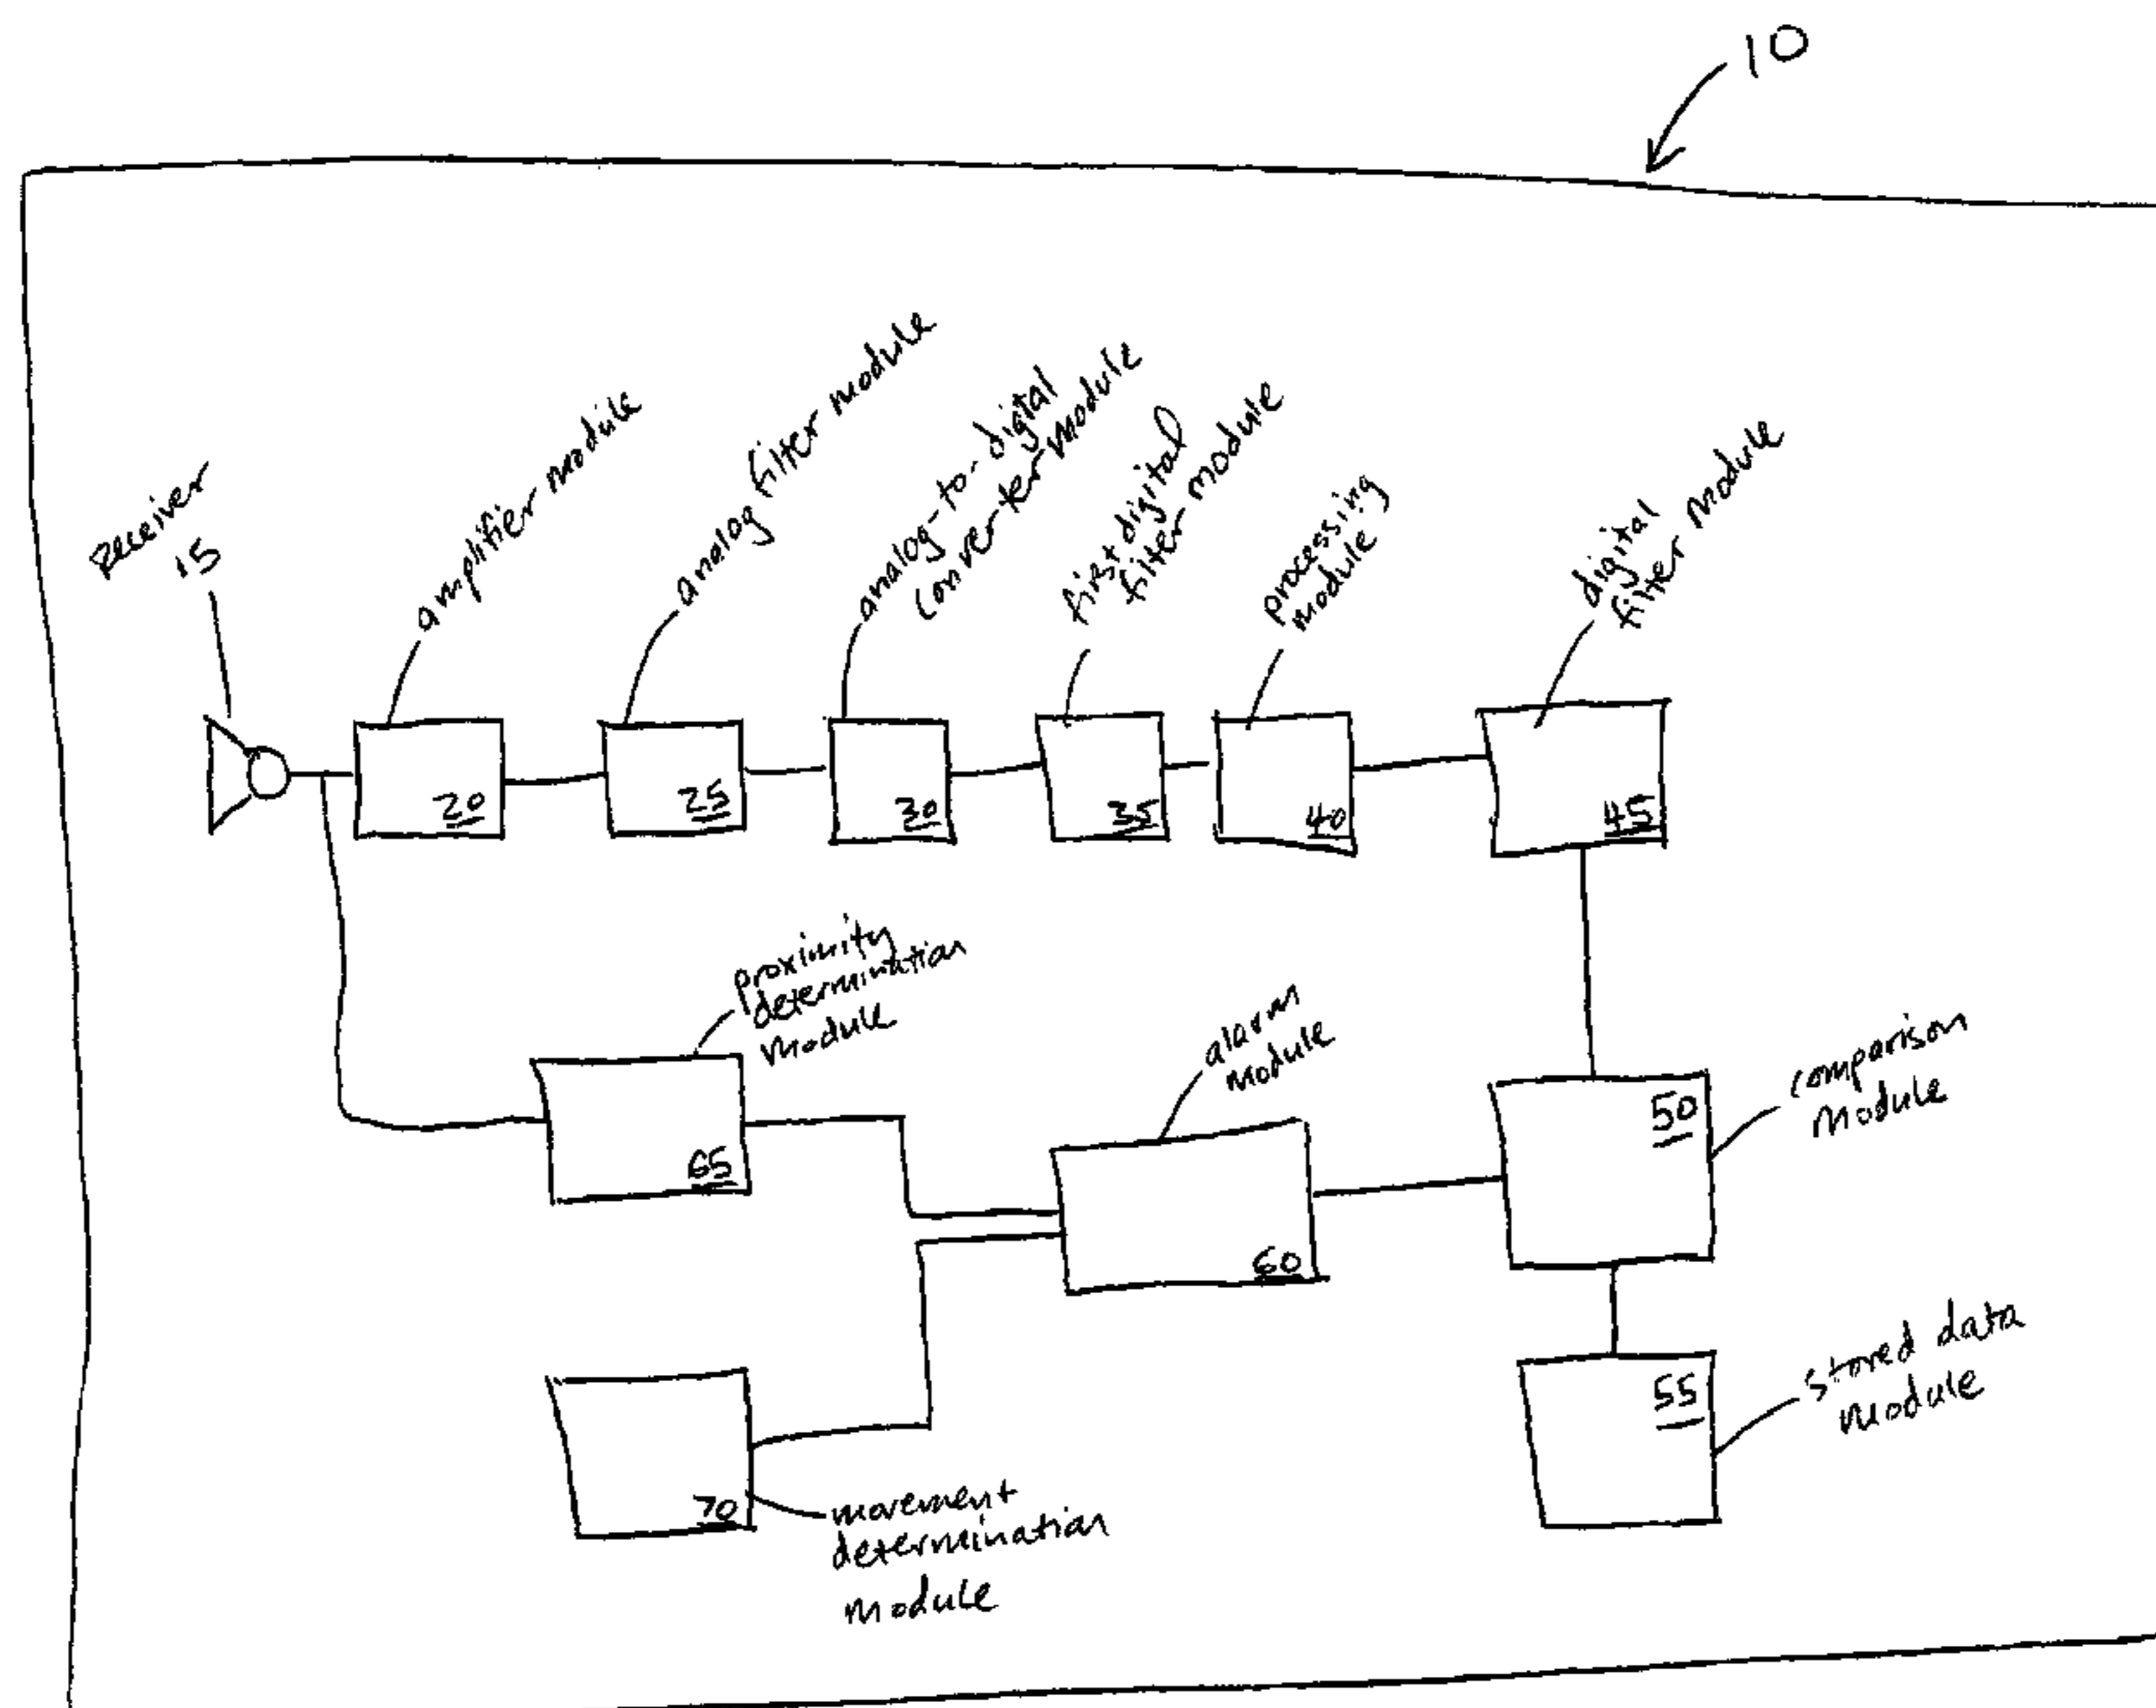 10
Receiver
15
amplifier module
analog filter module
analog-to-digital
converter module
first digital
filter module
processing
module
digital
filter module
20
25
30
35
40
45
proximity
determination
module
65
alarm
module
60
50
comparison
module
55
stored data
module
70
movement
determination
module